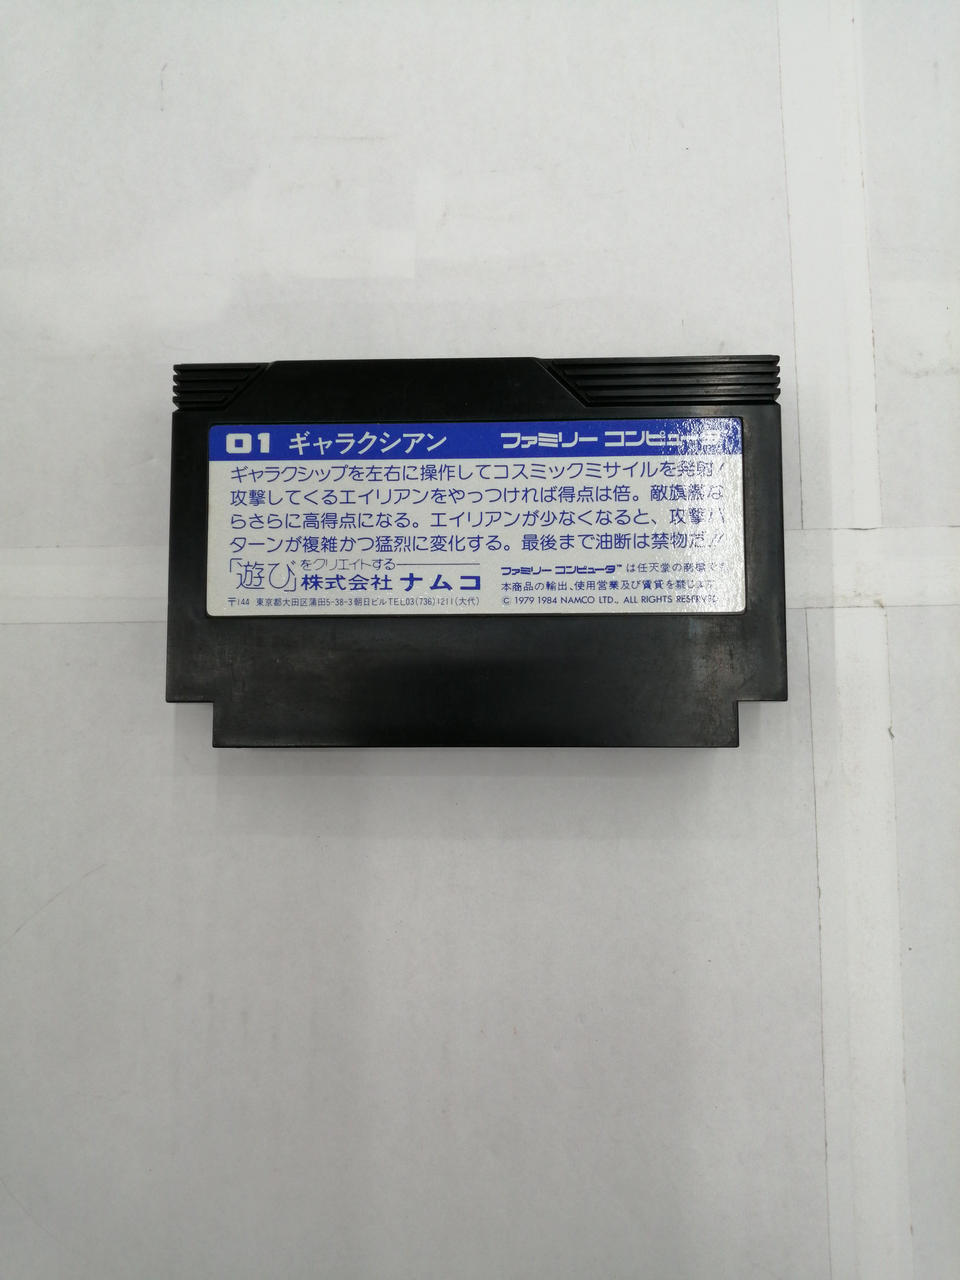 01 ギャラクシアン ファミリー コンピュータ
ギャラクシップを左右に操作してコスミックミサイルを発射!
攻撃してくるエイリアンをやっつければ得点は倍。敵旗艦な
らさらに高得点になる。エイリアンが少なくなると、攻撃パ
ターンが複雑かつ猛烈に変化する。最後まで油断は禁物だ!!
「遊び」をクリエイトする
株式会社 ナムコ
〒144 東京都大田区蒲田5-38-3朝日ビルTEL03(736)1211(大代)
ファミリー コンピュータ™は任天堂の商標です
本商品の輸出、使用営業及び賃貸を禁じます
© 1979 1984 NAMCO LTD., ALL RIGHTS RESERVED